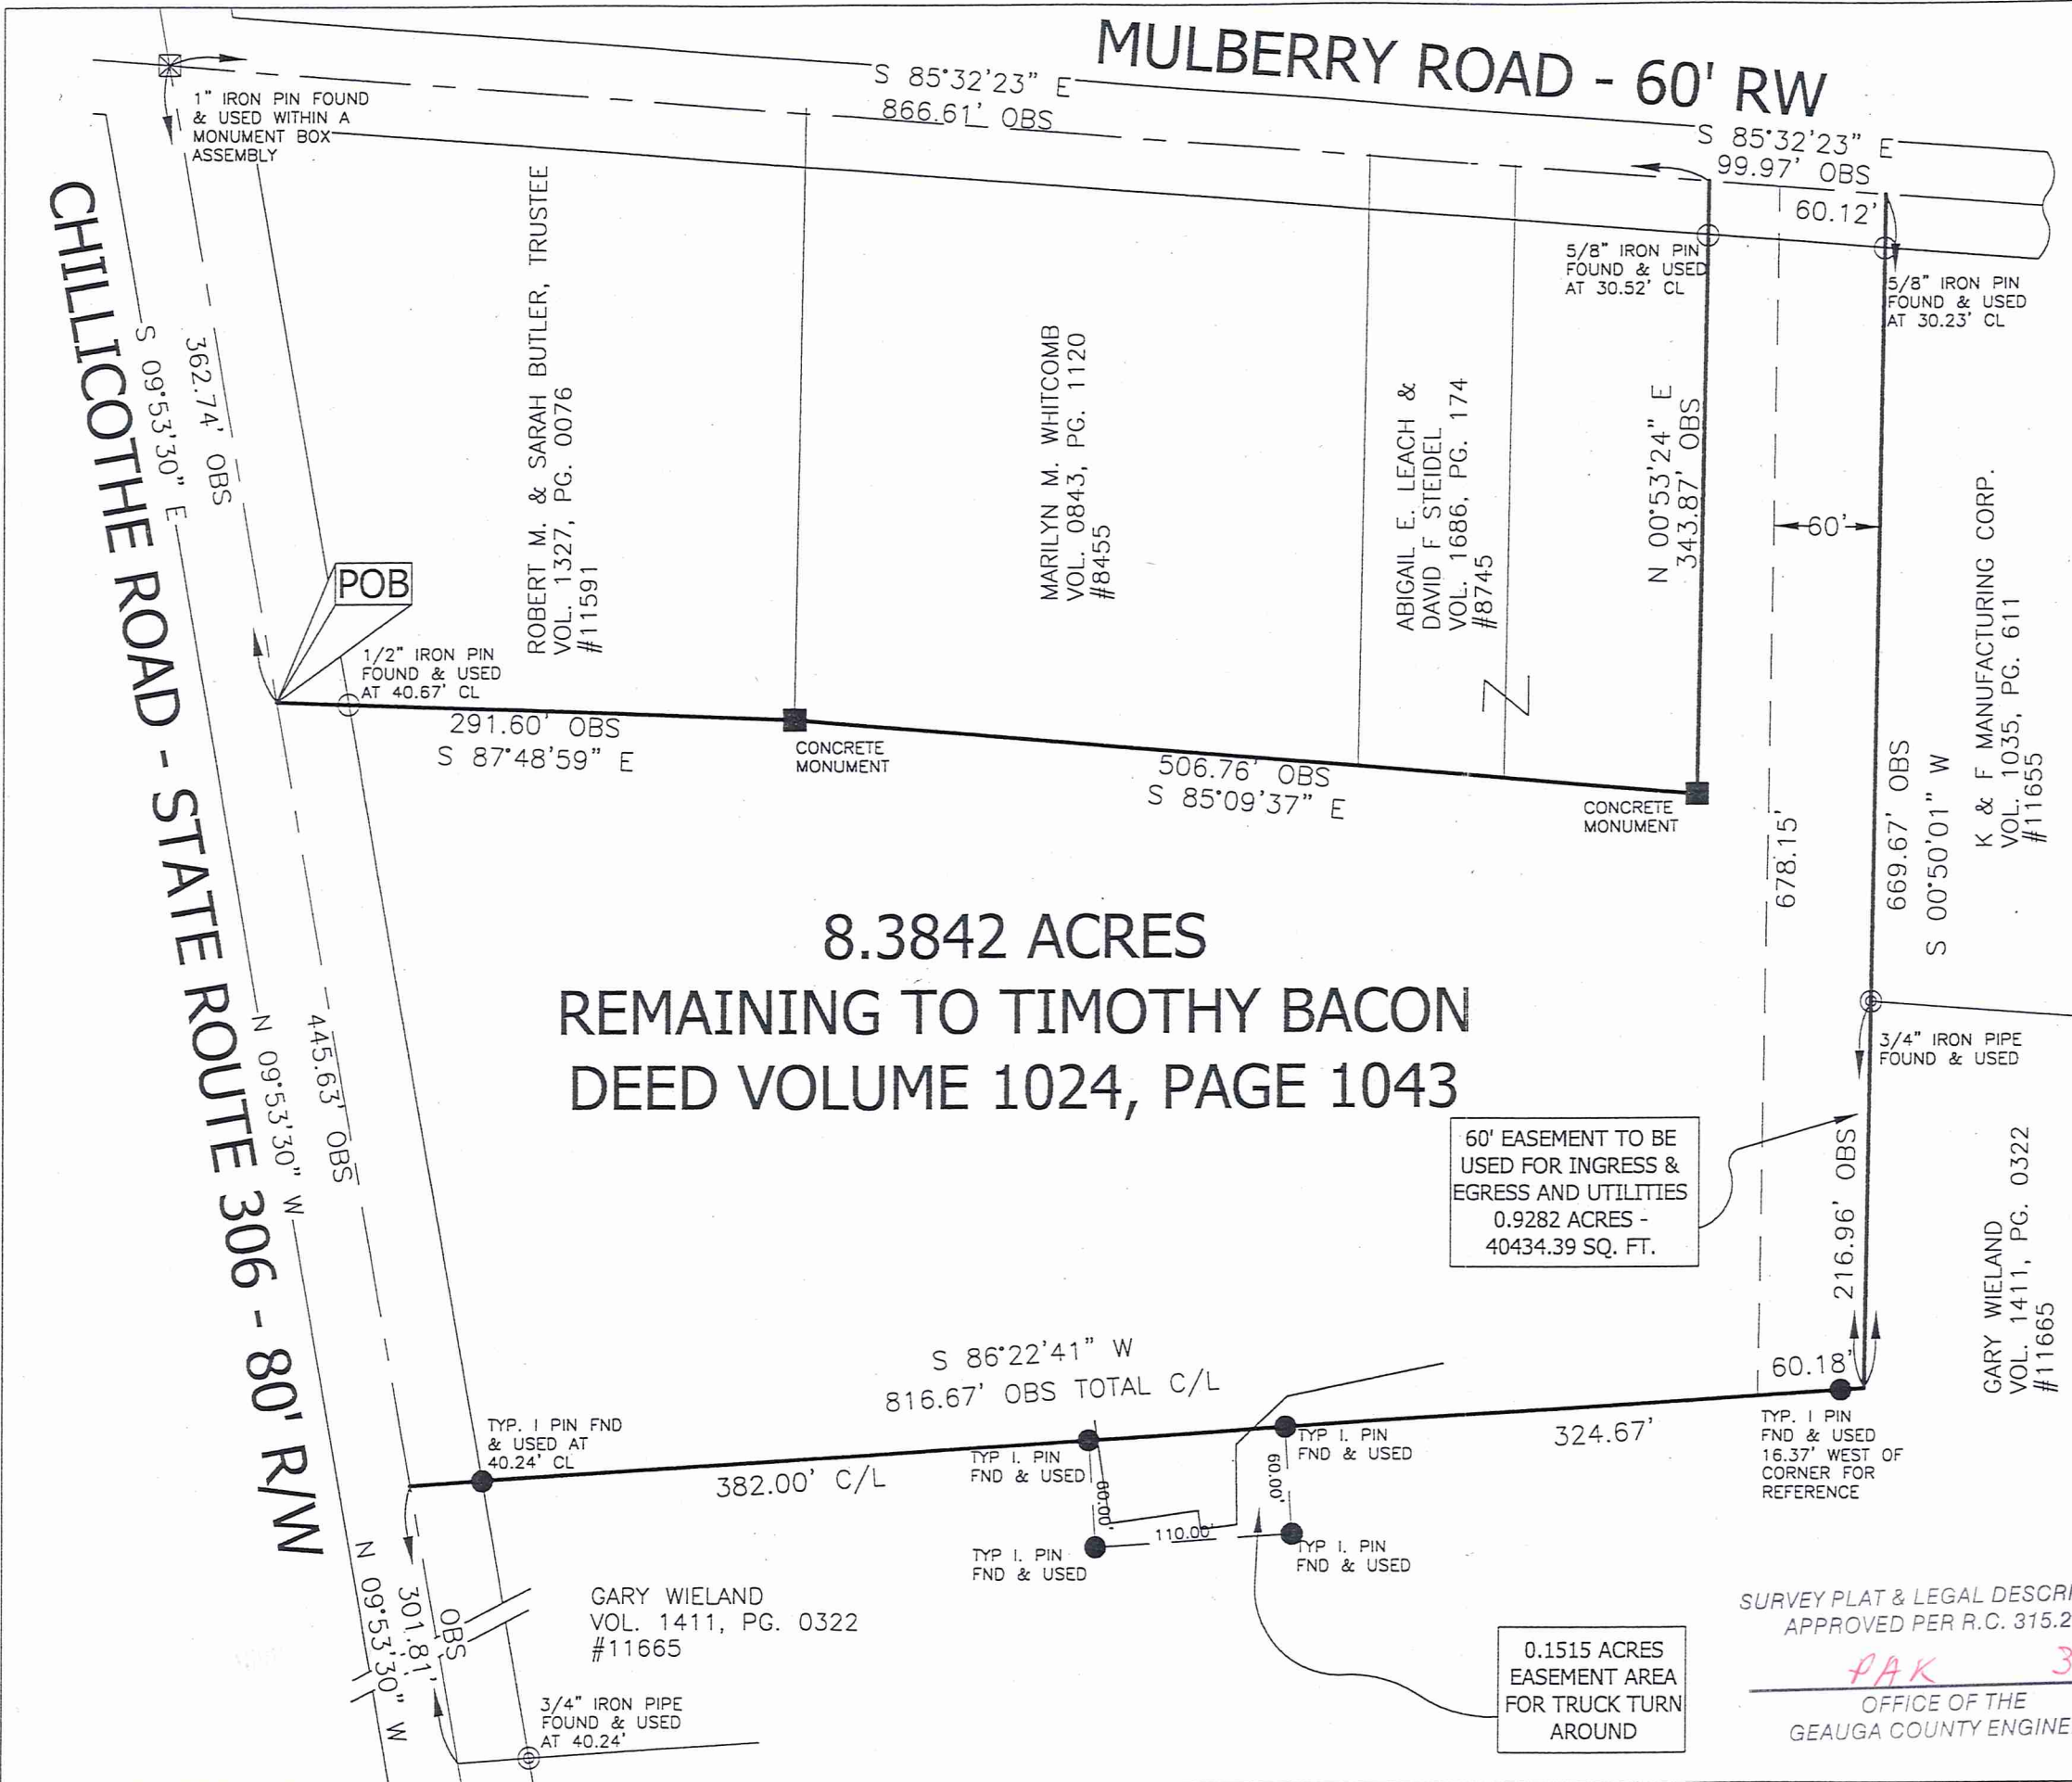 MULBERRY ROAD - 60' RW
S 85°32'23" E
866.61' OBS
S 85°32'23" E
99.97' OBS
60.12'
1" IRON PIN FOUND
& USED WITHIN A
MONUMENT BOX
ASSEMBLY
CHILLICOTHE ROAD - STATE ROUTE 306 - 80' R/W
S 09°53'30" E
362.74' OBS
ROBERT M. & SARAH BUTLER, TRUSTEE
VOL. 1327, PG. 0076
#11591
MARILYN M. WHITCOMB
VOL. 0843, PG. 1120
#8455
ABIGAIL E. LEACH &
DAVID F STEIDEL
VOL. 1686, PG. 174
#8745
5/8" IRON PIN
FOUND & USED
AT 30.52' CL
5/8" IRON PIN
FOUND & USED
AT 30.23' CL
N 00°53'24" E
343.87' OBS
60'
K & F MANUFACTURING CORP.
VOL. 1035, PG. 611
#11655
POB
1/2" IRON PIN
FOUND & USED
AT 40.67' CL
291.60' OBS
S 87°48'59" E
CONCRETE
MONUMENT
506.76' OBS
S 85°09'37" E
CONCRETE
MONUMENT
678.15'
669.67' OBS
S 00°50'01" W
8.3842 ACRES
REMAINING TO TIMOTHY BACON
DEED VOLUME 1024, PAGE 1043
N 09°53'30" W
445.63' OBS
3/4" IRON PIPE
FOUND & USED
60' EASEMENT TO BE
USED FOR INGRESS &
EGRESS AND UTILITIES
0.9282 ACRES -
40434.39 SQ. FT.
216.96' OBS
GARY WIELAND
VOL. 1411, PG. 0322
#11665
S 86°22'41" W
816.67' OBS TOTAL C/L
60.18'
TYP. I PIN FND
& USED AT
40.24' CL
382.00' C/L
TYP I. PIN
FND & USED
TYP I. PIN
FND & USED
324.67'
TYP. I PIN
FND & USED
16.37' WEST OF
CORNER FOR
REFERENCE
60.00'
60.00'
110.00'
TYP I. PIN
FND & USED
TYP I. PIN
FND & USED
N 09°53'30" W
301.81'
OBS
GARY WIELAND
VOL. 1411, PG. 0322
#11665
3/4" IRON PIPE
FOUND & USED
AT 40.24'
0.1515 ACRES
EASEMENT AREA
FOR TRUCK TURN
AROUND
SURVEY PLAT & LEGAL DESCRI
APPROVED PER R.C. 315.2
PAK 3
OFFICE OF THE
GEAUGA COUNTY ENGINE